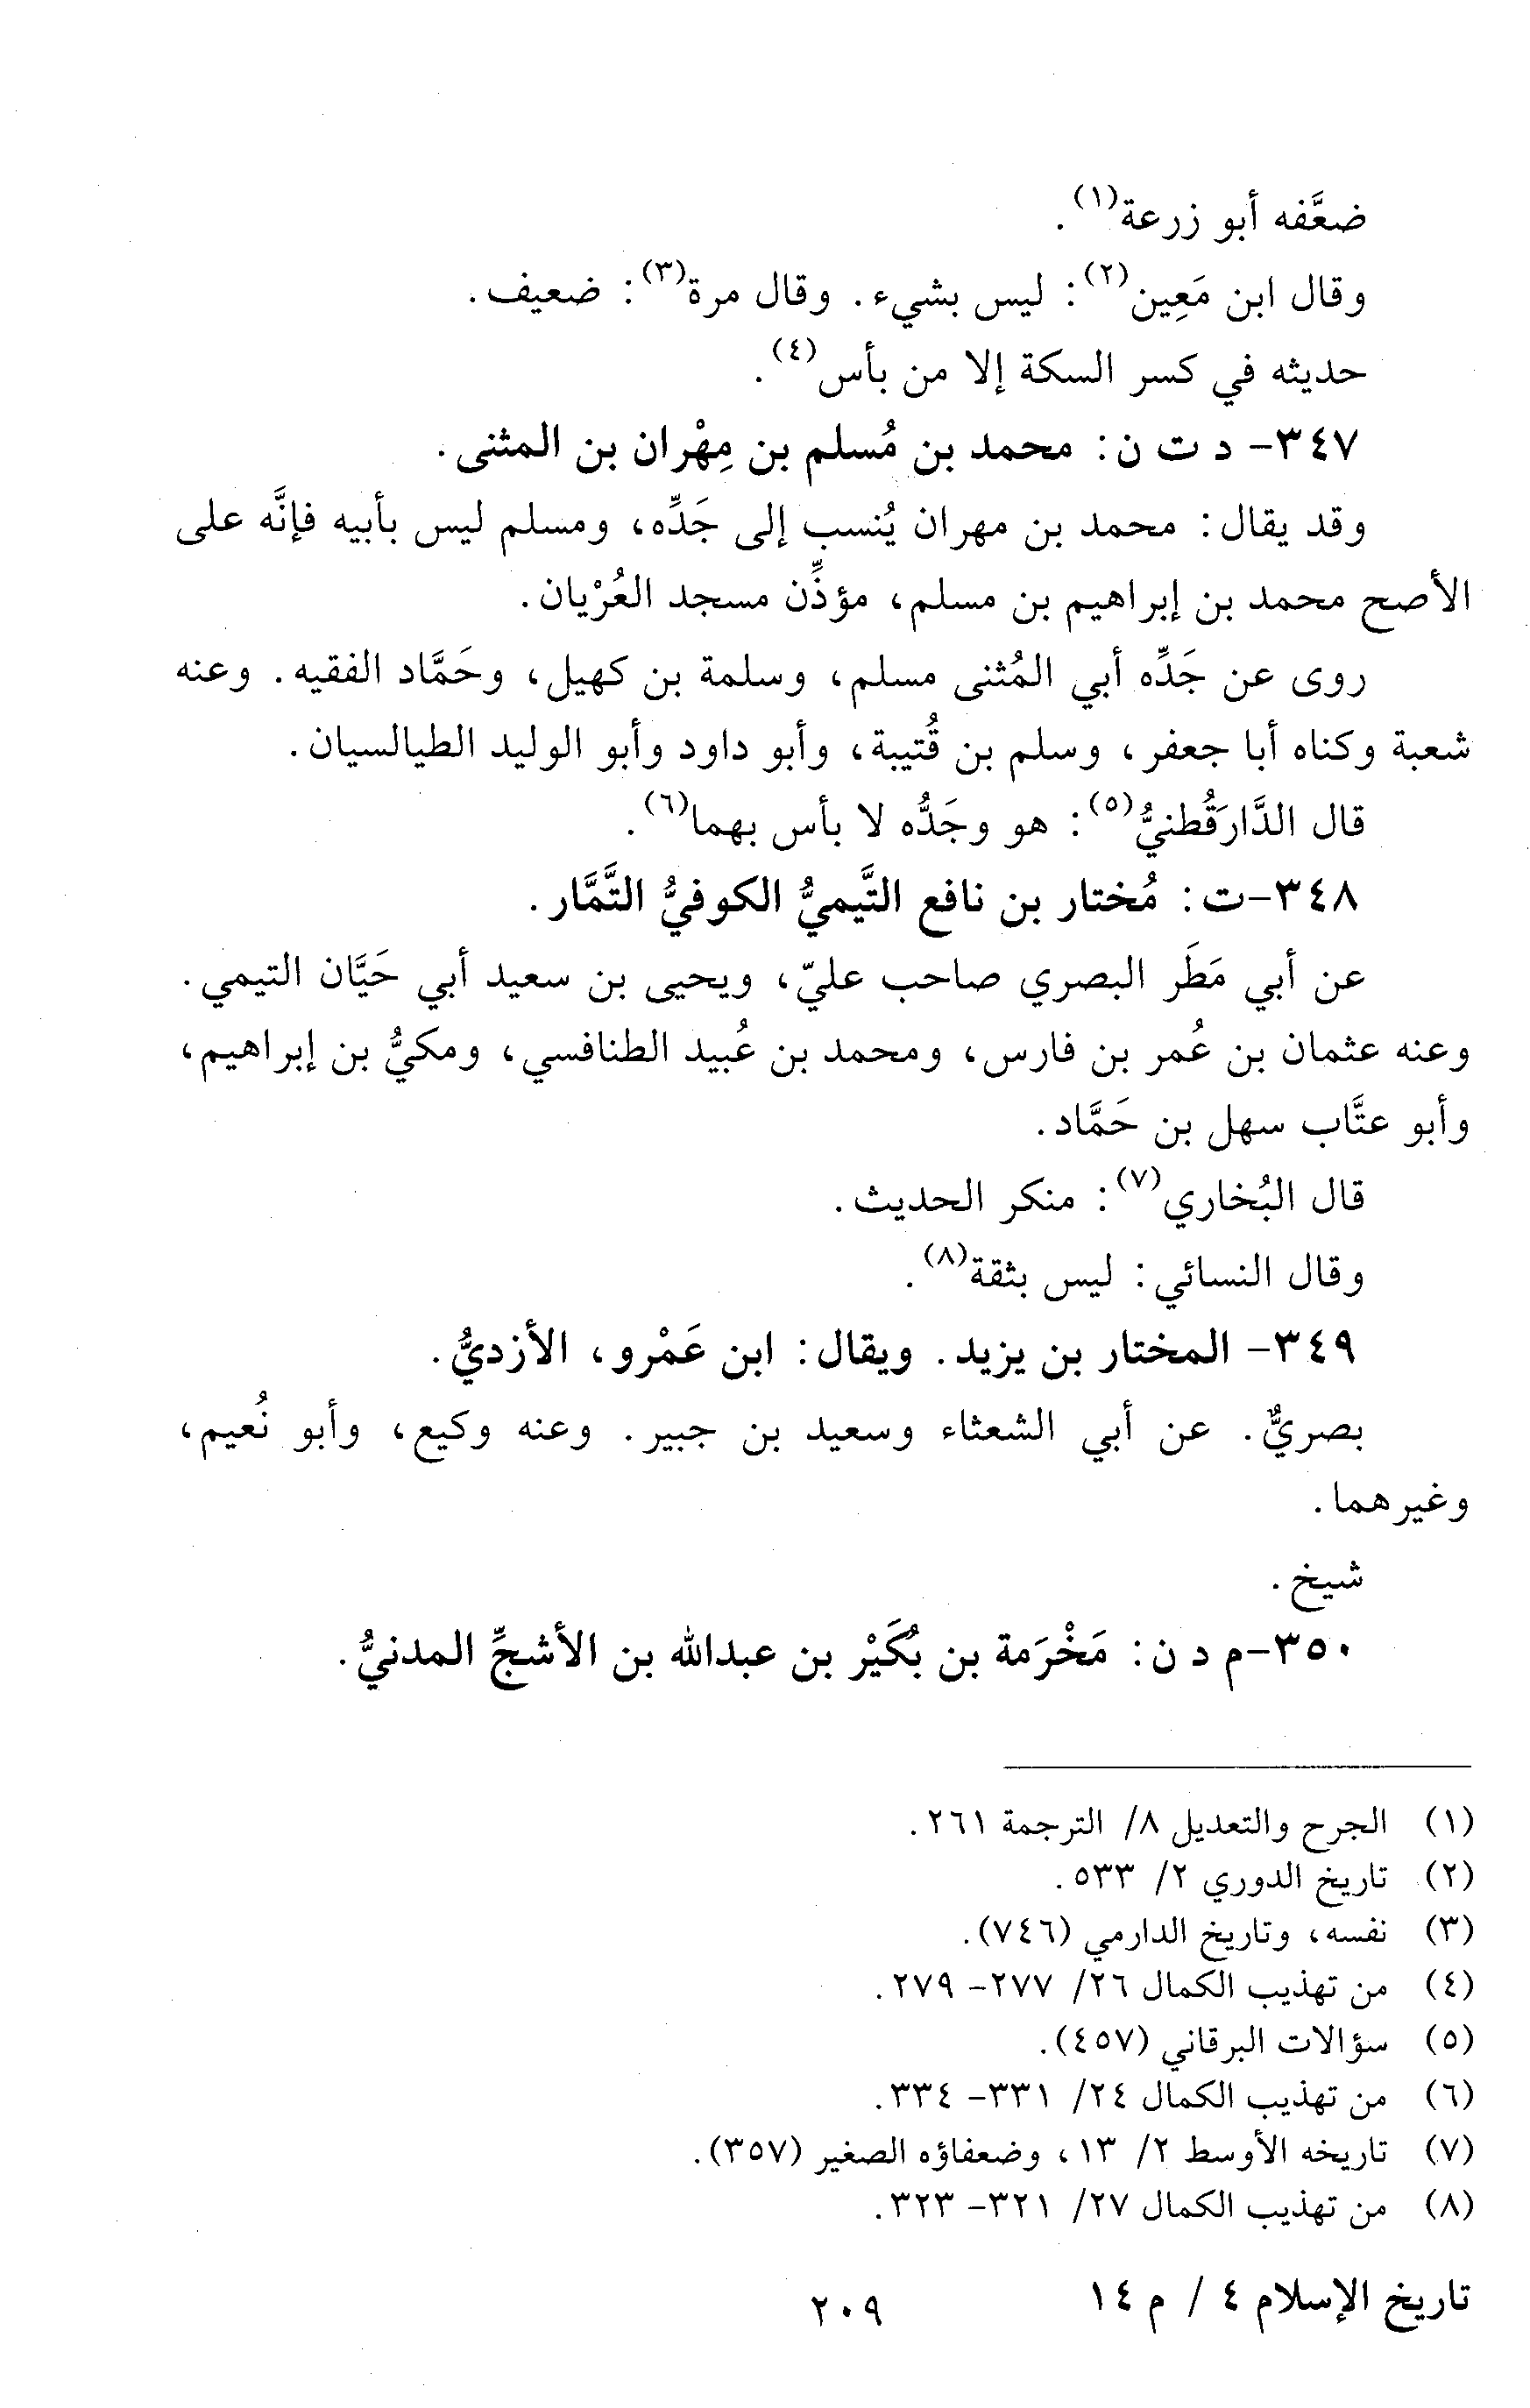 ضعَّفه أبو زرعة(١) .
وقال ابن مَعِين(٢) : ليس بشيء. وقال مرة(٣) : ضعيف.
حديثه في كسر السكة إلا من بأس(٤) .
٣٤٧- د ت ن: محمد بن مُسلم بن مِهْران بن المثنى.
وقد يقال: محمد بن مهران يُنسب إلى جَدِّه، ومسلم ليس بأبيه فإنَّه على
الأصح محمد بن إبراهيم بن مسلم، مؤذِّن مسجد العُرْيان.
روى عن جَدِّه أبي المُثنى مسلم، وسلمة بن كهيل، وحَمَّاد الفقيه. وعنه
شعبة وكناه أبا جعفر، وسلم بن قُتيبة، وأبو داود وأبو الوليد الطيالسيان.
قال الدَّارَقُطنيُّ(٥) : هو وجَدُّه لا بأس بهما(٦) .
٣٤٨-ت: مُختار بن نافع التَّيميُّ الكوفيُّ التَّمَّار.
عن أبي مَطَر البصري صاحب عليّ، ويحيى بن سعيد أبي حَيَّان التيمي.
وعنه عثمان بن عُمر بن فارس، ومحمد بن عُبيد الطنافسي، ومكيُّ بن إبراهيم،
وأبو عتَّاب سهل بن حَمَّاد.
قال البُخاري(٧) : منكر الحديث.
وقال النسائي: ليس بثقة(٨) .
٣٤٩- المختار بن يزيد. ويقال: ابن عَمْرو، الأزديُّ.
بصريٌّ. عن أبي الشعثاء وسعيد بن جبير. وعنه وكيع، وأبو نُعيم،
وغيرهما.
شيخ.
٣٥٠-م د ن: مَخْرَمة بن بُكَيْر بن عبدالله بن الأشجِّ المدنيُّ.
(١) الجرح والتعديل ٨/ الترجمة ٢٦١.
(٢) تاريخ الدوري ٢/ ٥٣٣.
(٣) نفسه، وتاريخ الدارمي (٧٤٦).
(٤) من تهذيب الكمال ٢٦/ ٢٧٧- ٢٧٩.
(٥) سؤالات البرقاني (٤٥٧).
(٦) من تهذيب الكمال ٢٤/ ٣٣١- ٣٣٤.
(٧) تاريخه الأوسط ٢/ ١٣، وضعفاؤه الصغير (٣٥٧).
(٨) من تهذيب الكمال ٢٧/ ٣٢١- ٣٢٣.
تاريخ الإسلام ٤ / م ١٤
٢٠٩